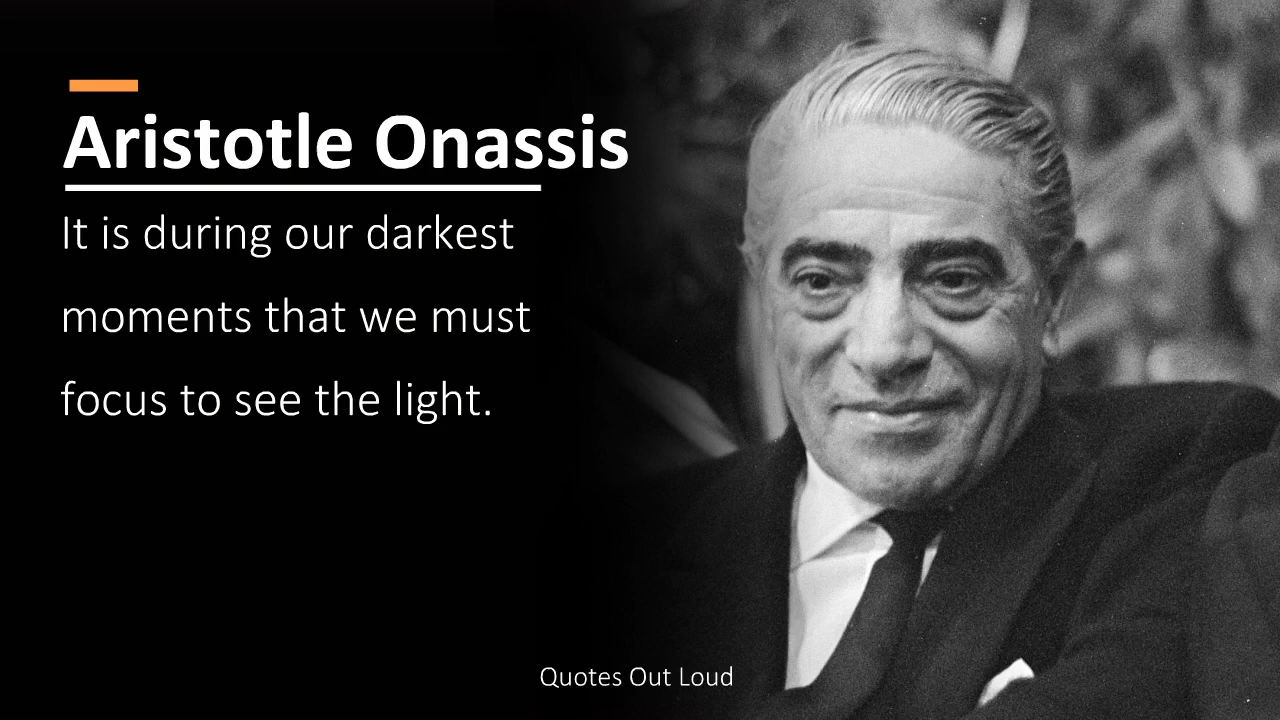 Aristotle Onassis
It is during our darkest
moments that we must
focus to see the light.
Quotes Out Loud